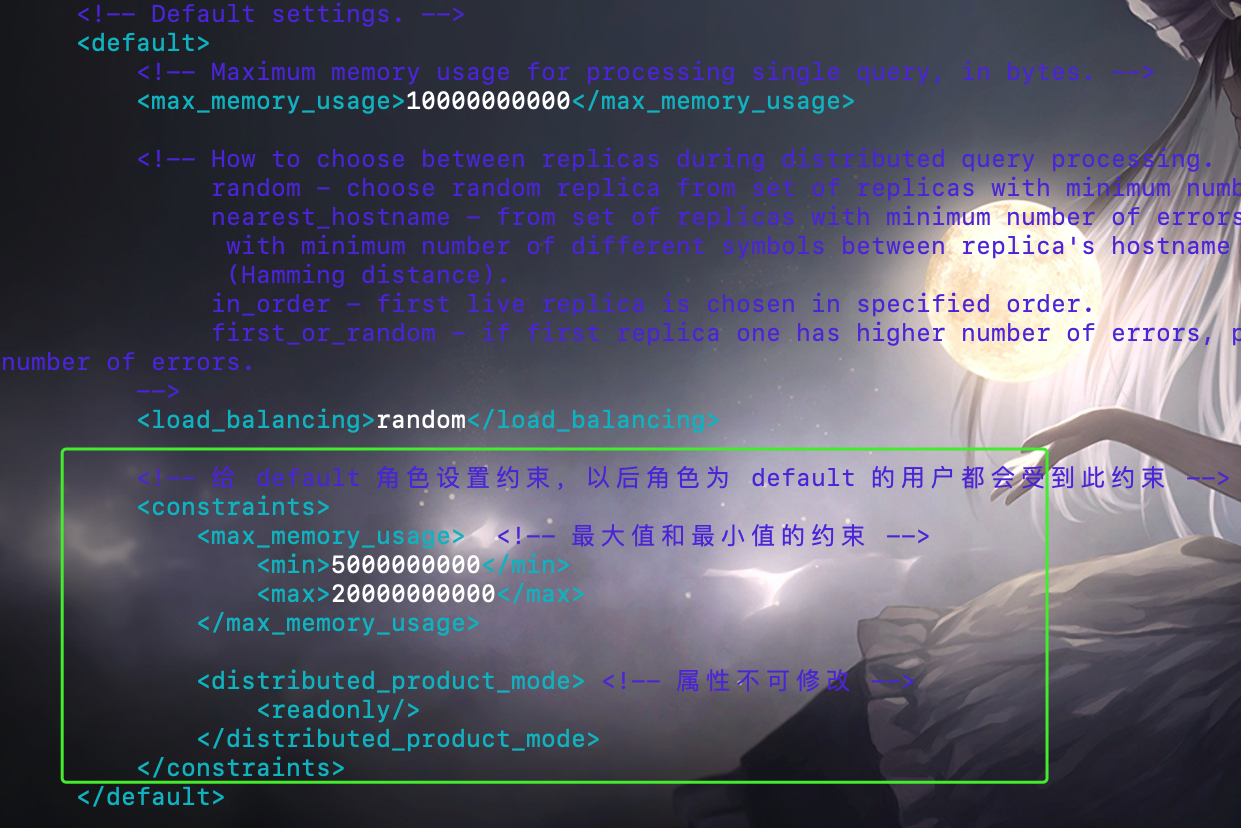 <!-- Default settings. -->
<default>
<!-- Maximum memory usage for processing single query, in bytes. -->
<max_memory_usage>10000000000</max_memory_usage>
<!-- How to choose between replicas during distributed query processing.
random - choose random replica from set of replicas with minimum numb
nearest_hostname - from set of replicas with minimum number of errors
with minimum number of different symbols between replica's hostname
(Hamming distance).
in_order - first live replica is chosen in specified order.
first_or_random - if first replica one has higher number of errors, p
number of errors.
-->
<load_balancing>random</load_balancing>
<!-- 给 default 角色设置约束, 以后角色为 default 的用户都会受到此约束 -->
<constraints>
<max_memory_usage> <!-- 最大值和最小值的约束 -->
<min>5000000000</min>
<max>20000000000</max>
</max_memory_usage>
<distributed_product_mode> <!-- 属性不可修改 -->
<readonly/>
</distributed_product_mode>
</constraints>
</default>